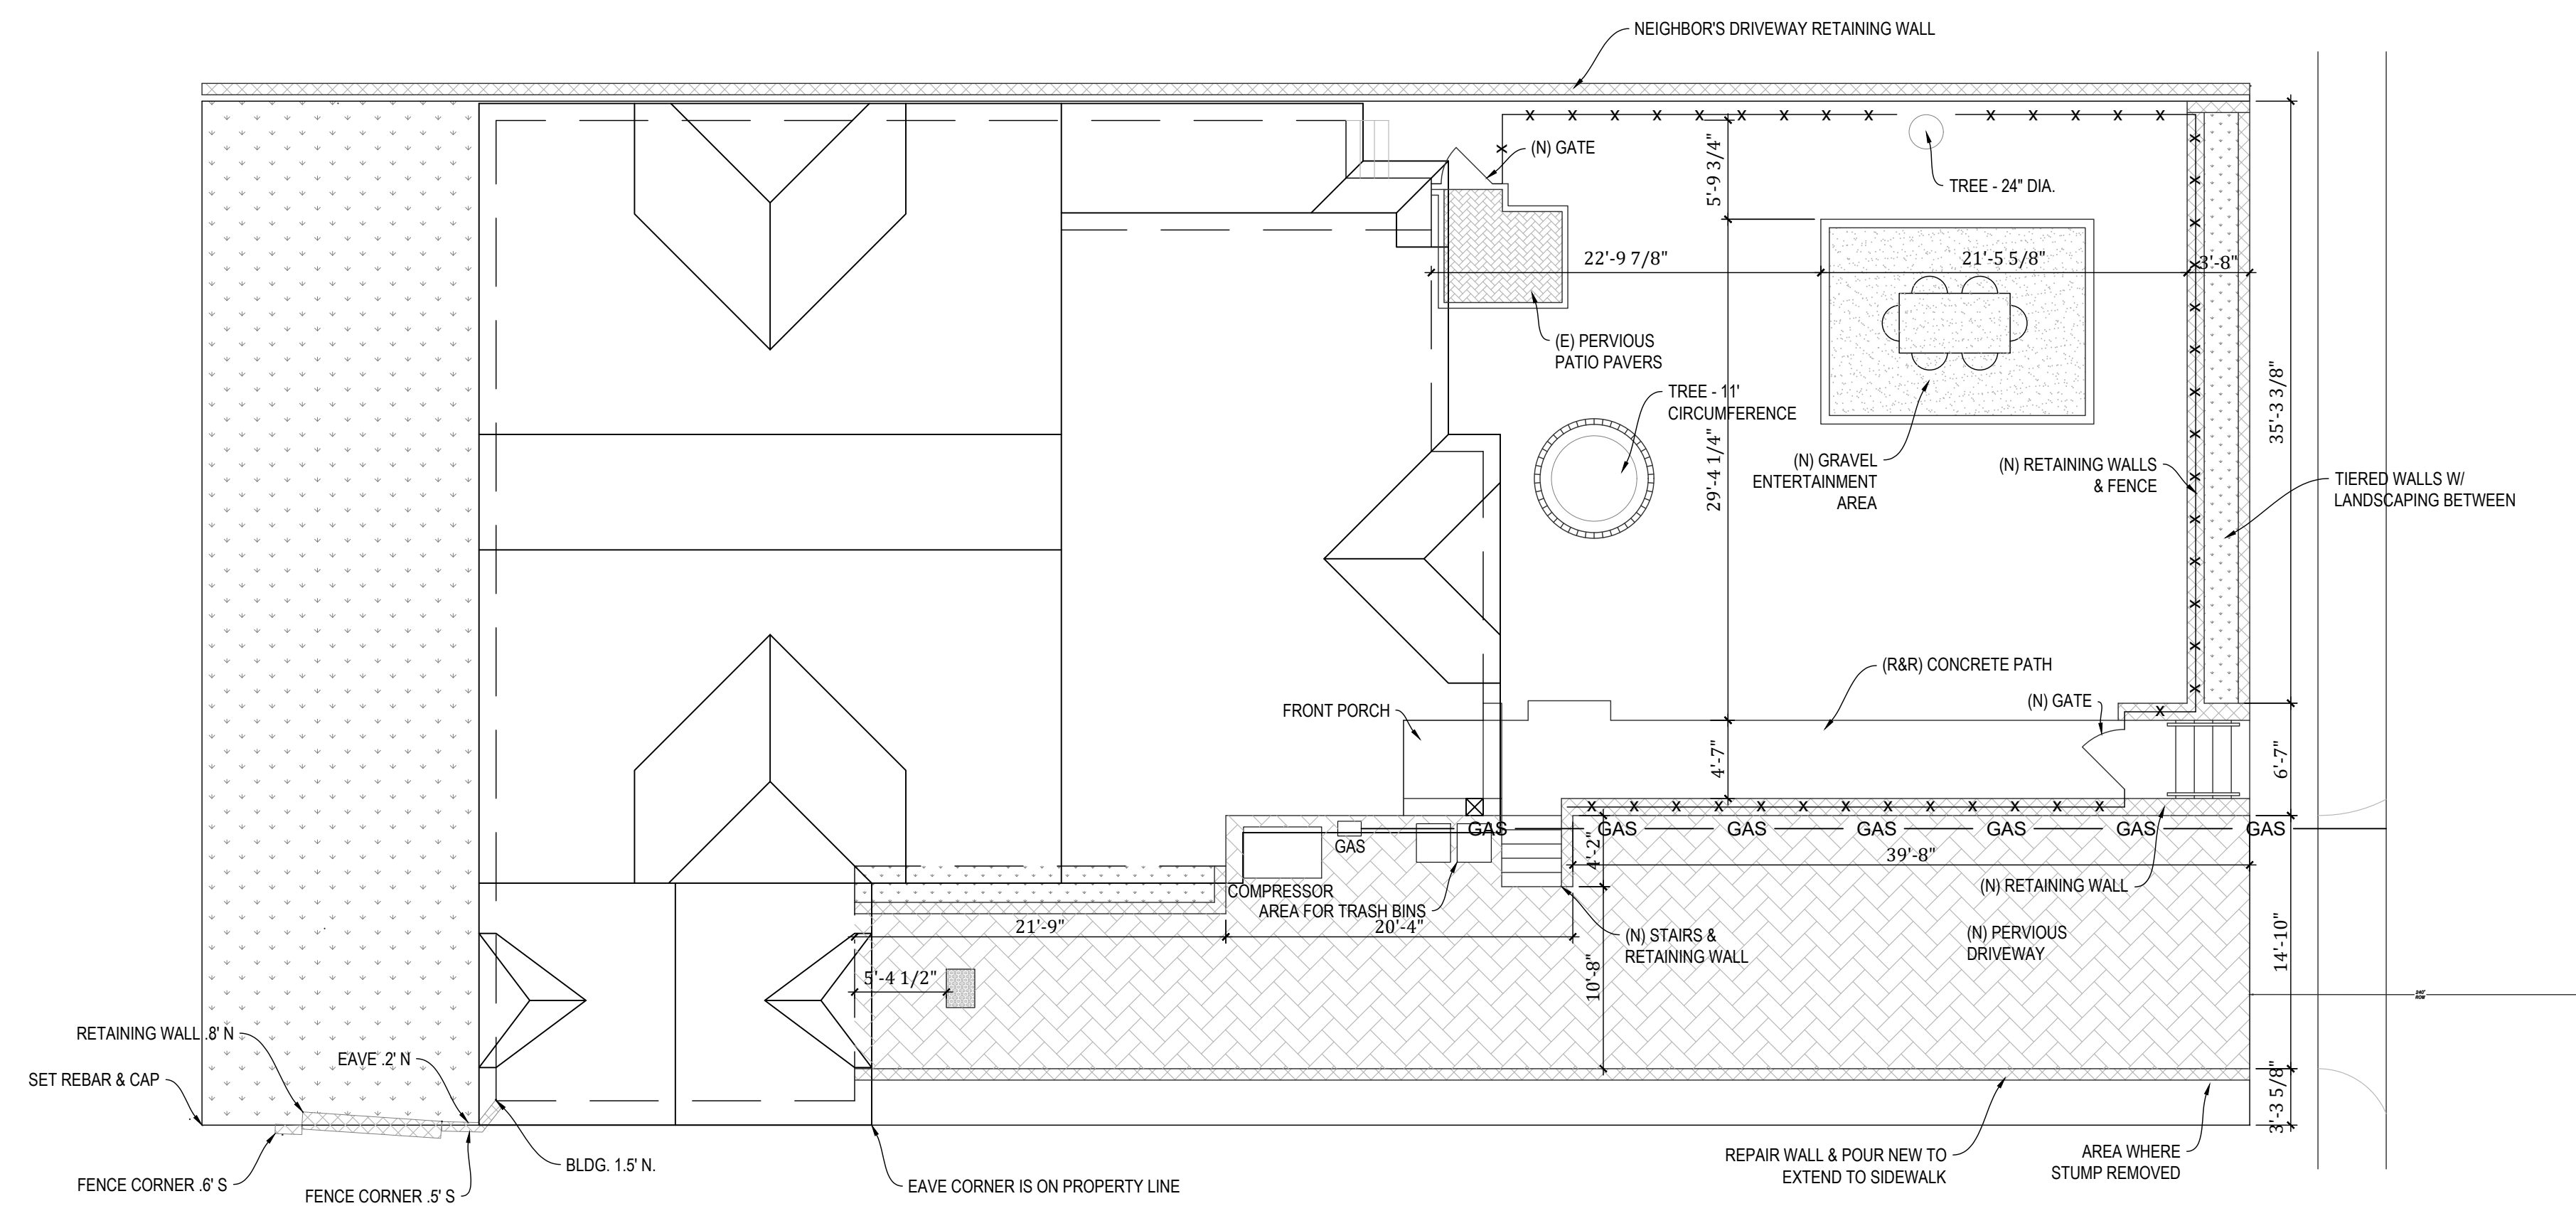 NEIGHBOR'S DRIVEWAY RETAINING WALL
(N) GATE
5'-9 3/4"
TREE - 24" DIA.
22'-9 7/8"
21'-5 5/8"
3'-8"
(E) PERVIOUS
PATIO PAVERS
TREE - 11'
CIRCUMFERENCE
29'-4 1/4"
(N) GRAVEL
ENTERTAINMENT
AREA
(N) RETAINING WALLS
& FENCE
35'-3 3/8"
TIERED WALLS W/
LANDSCAPING BETWEEN
(R&R) CONCRETE PATH
(N) GATE
FRONT PORCH
4'-7"
6'-7"
GAS
GAS
GAS
GAS
GAS
GAS
GAS
GAS
4'-2"
39'-8"
COMPRESSOR
AREA FOR TRASH BINS
(N) RETAINING WALL
21'-9"
20'-4"
(N) STAIRS &
RETAINING WALL
(N) PERVIOUS
DRIVEWAY
14'-10"
5'-4 1/2"
10'-8"
240'
ROW
RETAINING WALL .8' N
EAVE .2' N
SET REBAR & CAP
3'-3 5/8"
FENCE CORNER .6' S
FENCE CORNER .5' S
BLDG. 1.5' N.
EAVE CORNER IS ON PROPERTY LINE
REPAIR WALL & POUR NEW TO
EXTEND TO SIDEWALK
AREA WHERE
STUMP REMOVED